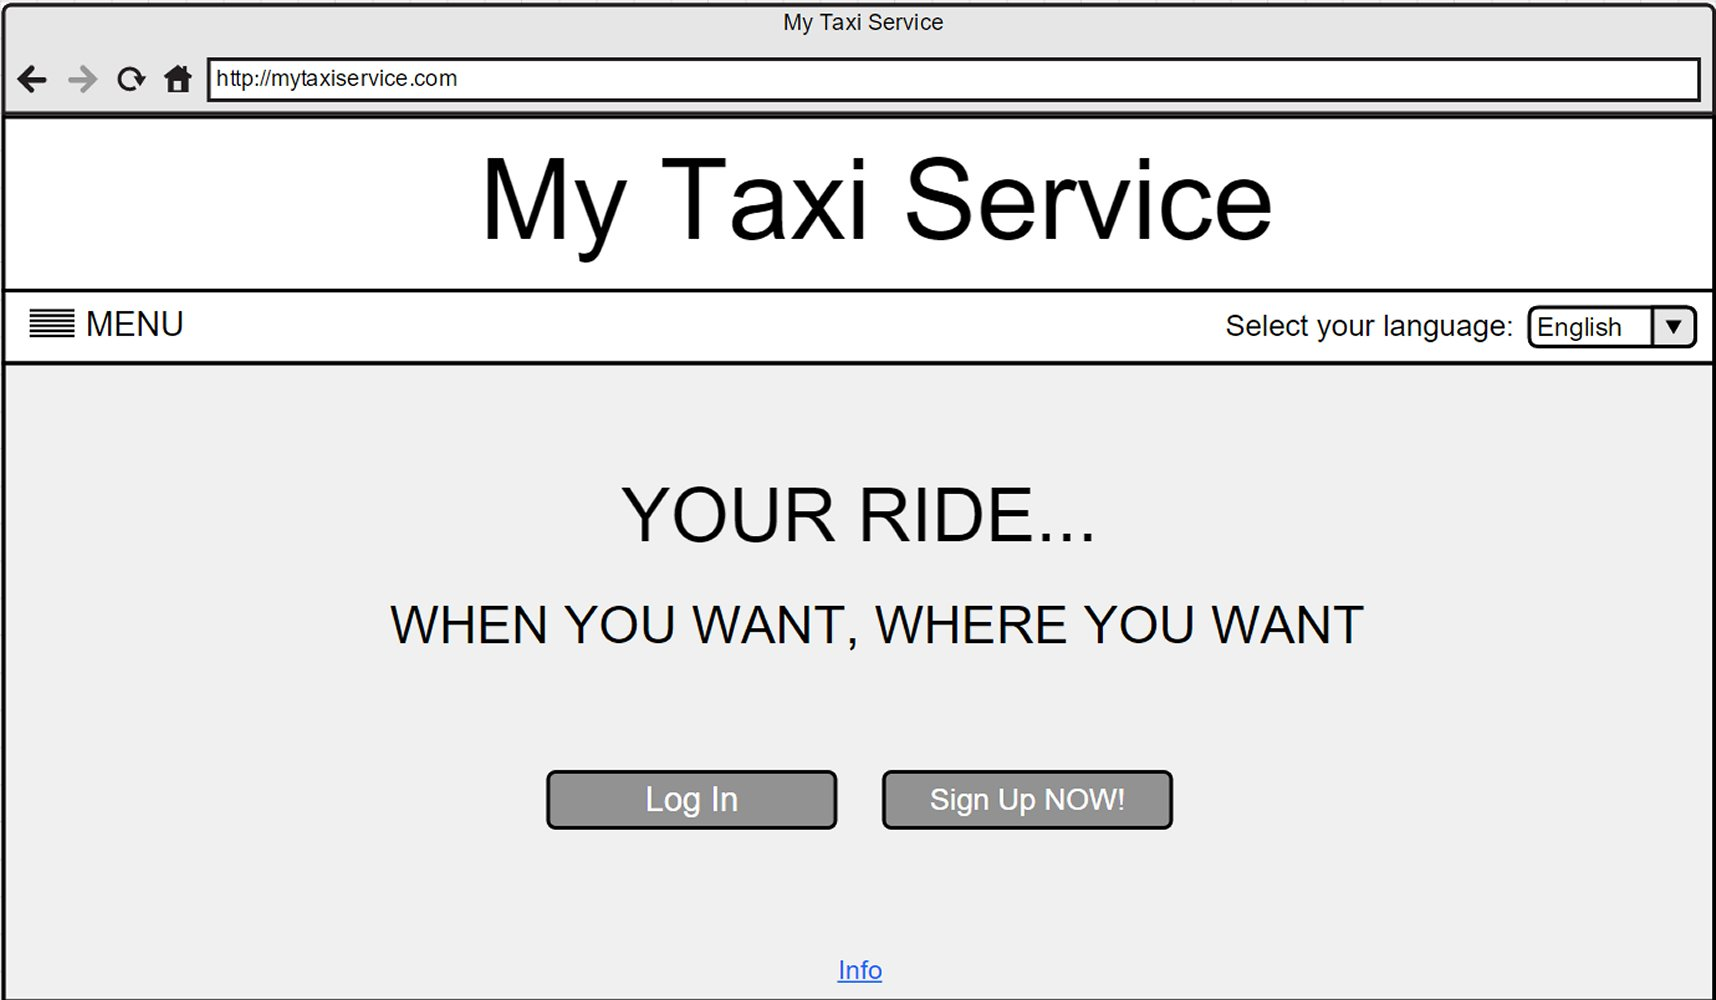 My Taxi Service
http://mytaxiservice.com
My Taxi Service
MENU
Select your language: English
YOUR RIDE...
WHEN YOU WANT, WHERE YOU WANT
Log In
Sign Up NOW!
Info